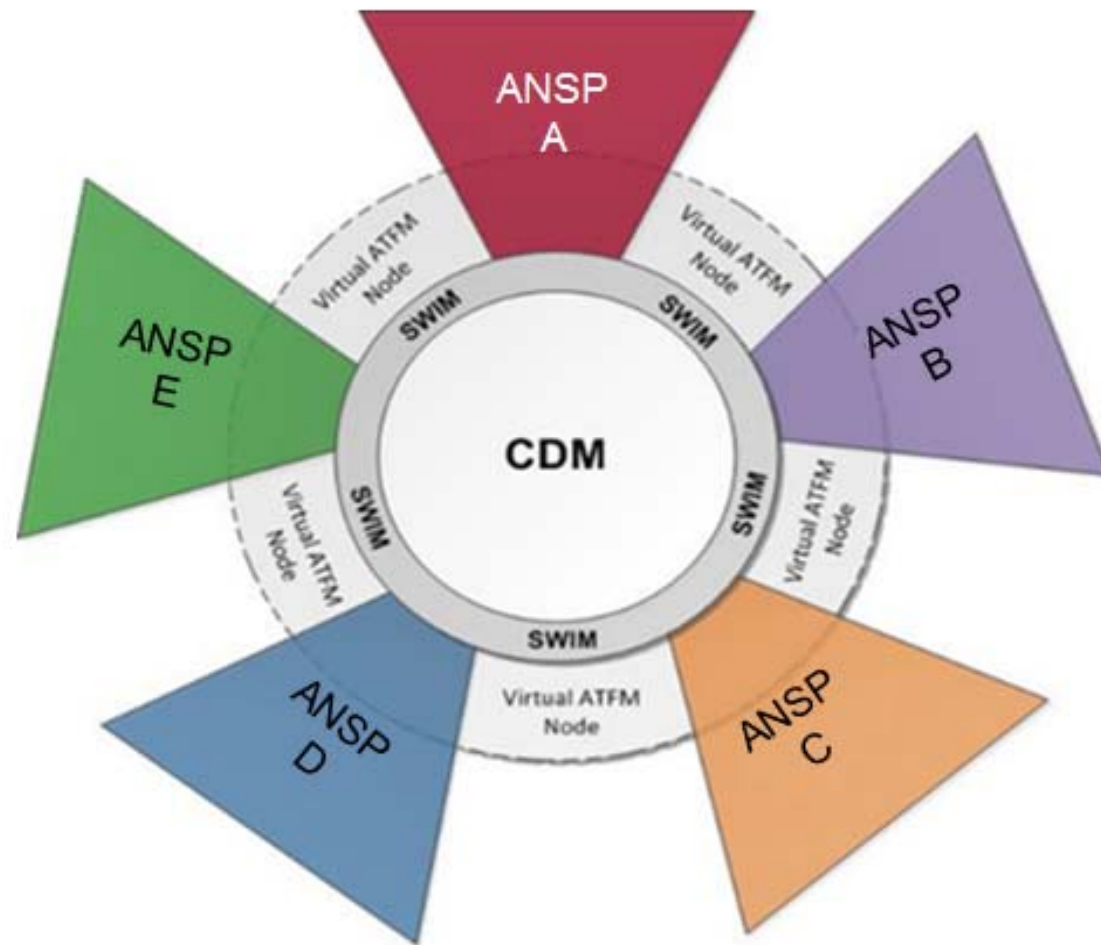 ANSP
A
Virtual ATFM
Node
Virtual ATFM
Node
SWIM
SWIM
ANSP
B
ANSP
E
CDM
SWIM
SWIM
Virtual ATFM
Node
Virtual ATFM
Node
SWIM
Virtual ATFM
Node
ANSP
D
ANSP
C